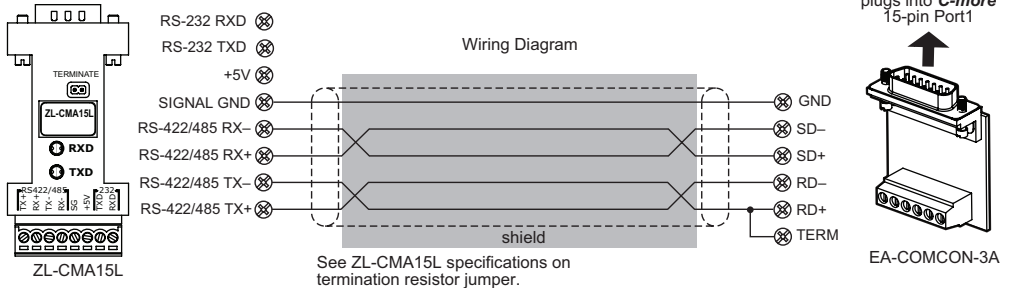 plugs into C-more
15-pin Port1
RS-232 RXD
RS-232 TXD
Wiring Diagram
+5V
SIGNAL GND
GND
RS-422/485 RX–
SD–
RS-422/485 RX+
SD+
RS-422/485 TX–
RD–
RS-422/485 TX+
RD+
TERM
shield
See ZL-CMA15L specifications on
termination resistor jumper.
TERMINATE
ZL-CMA15L
RXD
TXD
RS422/485
232
TX+
RX+
TX-
RX-
SG
+5V
TXD
RXD
ZL-CMA15L
EA-COMCON-3A